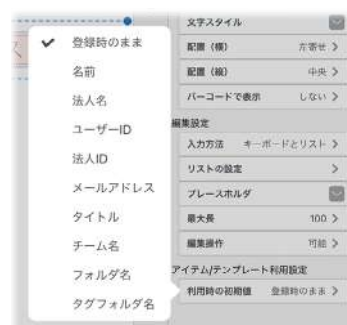 登録時のまま
名前
法人名
ユーザーID
法人ID
メールアドレス
タイトル
チーム名
フォルダ名
タグフォルダ名
文字スタイル
配置（横） 左寄せ
配置（縦） 中央
バーコードで表示 しない
編集設定
入力方法 キーボードとリスト
リストの設定
プレースホルダ
最大長 100
編集操作 可能
アイテム/テンプレート利用設定
利用時の初期値 登録時のまま